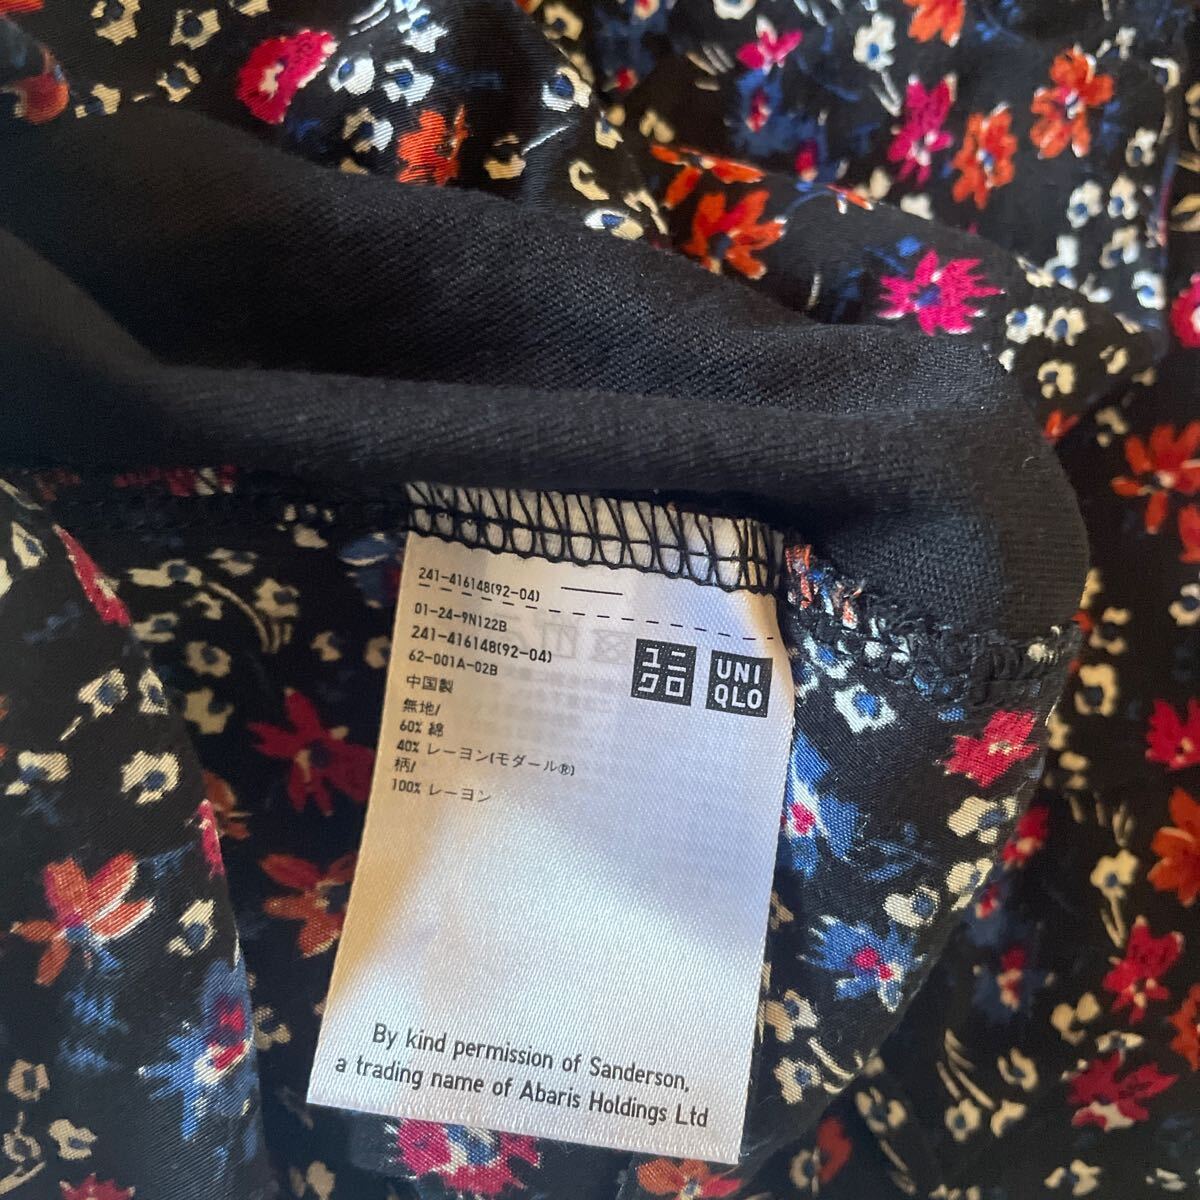 241-416148(92-04)
01-24-9N122B
241-416148(92-04)
62-001A-02B
中国製
無地/
60% 綿
40% レーヨン(モダール®)
柄/
100% レーヨン
ユニ
クロ
UNI
QLO
By kind permission of Sanderson,
a trading name of Abaris Holdings Ltd